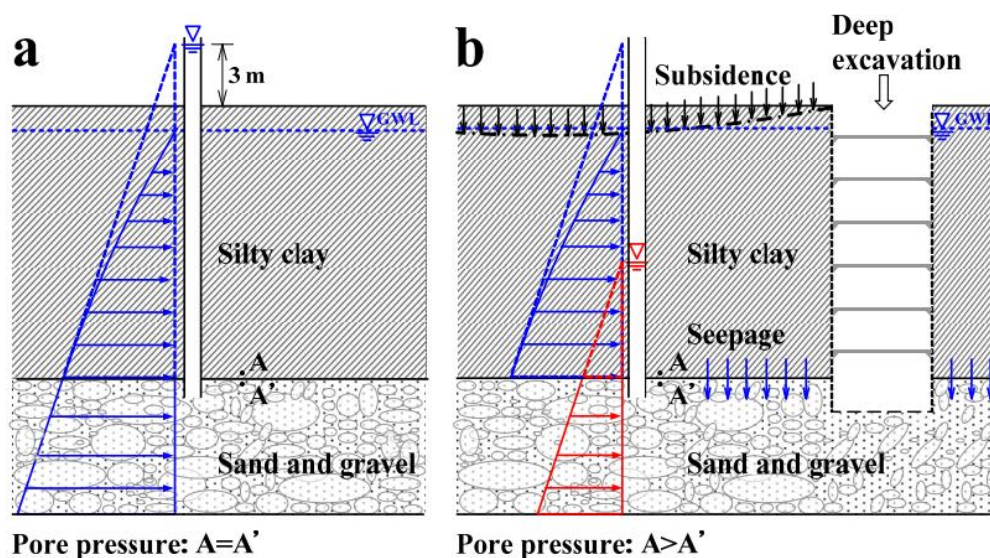 a
3 m
GWL
Silty clay
A
A’
Sand and gravel
Pore pressure: A=A’
b
Subsidence
Deep
excavation
GWL
Silty clay
Seepage
A
A’
Sand and gravel
Pore pressure: A>A’